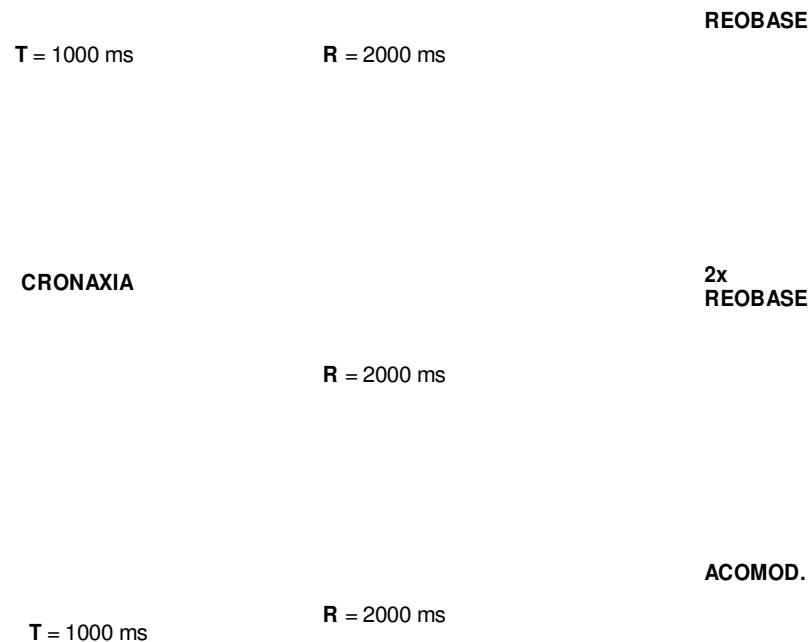 REOBASE
T = 1000 ms
R = 2000 ms
CRONAXIA
2x
REOBASE
R = 2000 ms
ACOMOD.
R = 2000 ms
T = 1000 ms